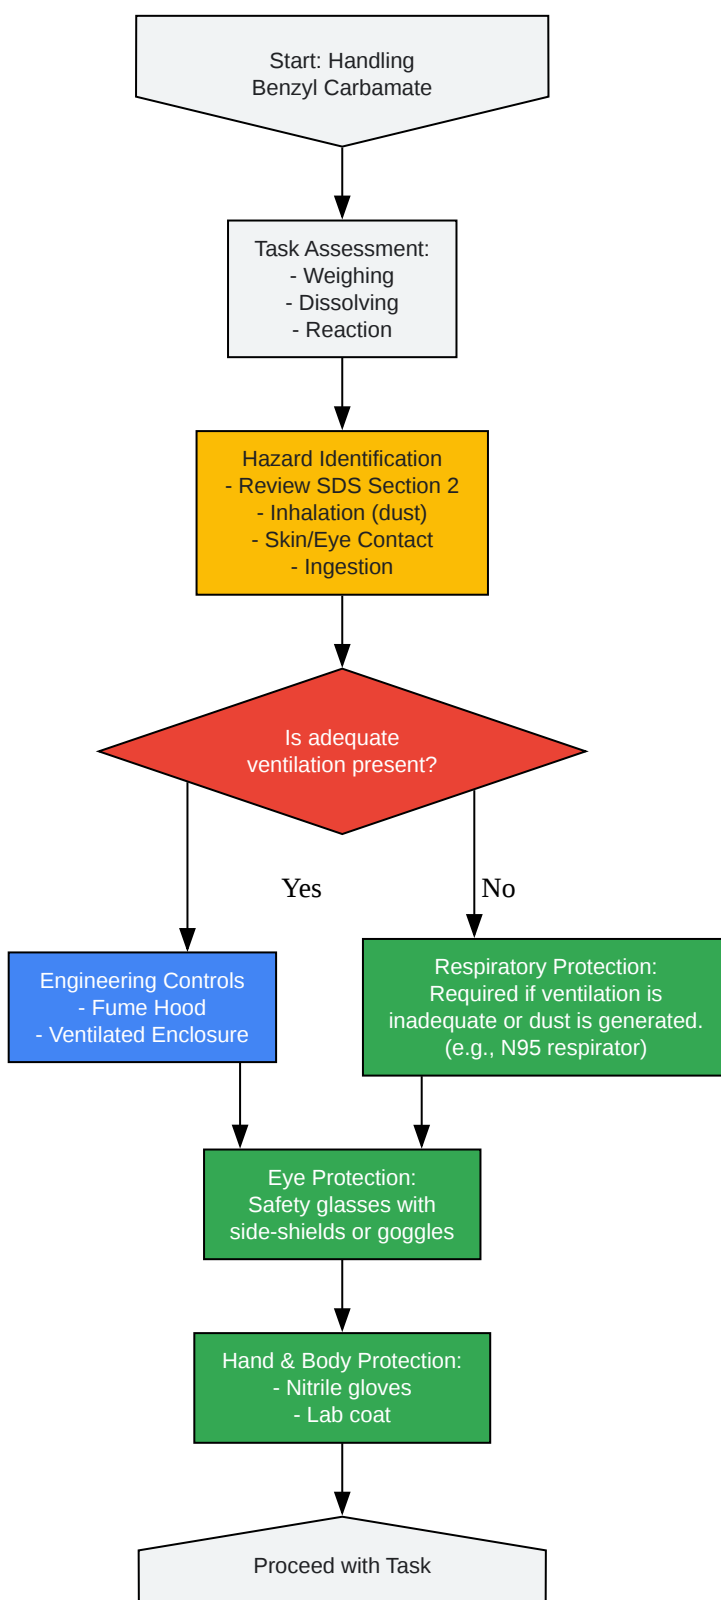 Start: Handling
Benzyl Carbamate
Task Assessment:
- Weighing
- Dissolving
- Reaction
Hazard Identification
- Review SDS Section 2
- Inhalation (dust)
- Skin/Eye Contact
- Ingestion
Is adequate
ventilation present?
Yes
No
Engineering Controls
- Fume Hood
- Ventilated Enclosure
Respiratory Protection:
Required if ventilation is
inadequate or dust is generated.
(e.g., N95 respirator)
Eye Protection:
Safety glasses with
side-shields or goggles
Hand & Body Protection:
- Nitrile gloves
- Lab coat
Proceed with Task